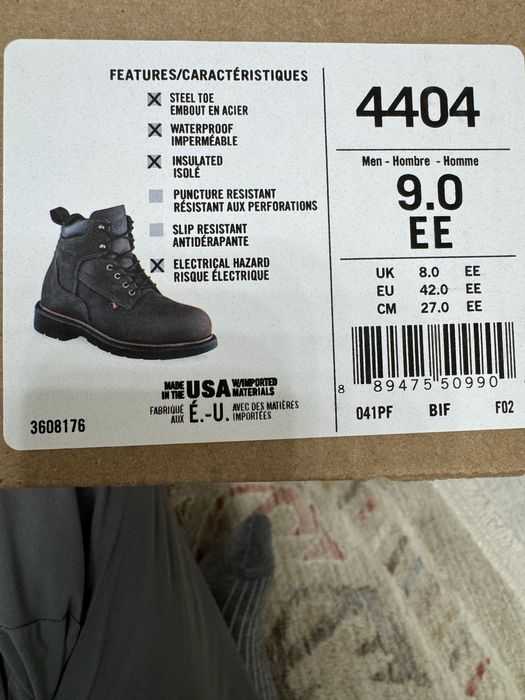 FEATURES/CARACTÉRISTIQUES
STEEL TOE
EMBOUT EN ACIER
WATERPROOF
IMPERMÉABLE
INSULATED
ISOLÉ
PUNCTURE RESISTANT
RÉSISTANT AUX PERFORATIONS
SLIP RESISTANT
ANTIDÉRAPANTE
ELECTRICAL HAZARD
RISQUE ÉLECTRIQUE
MADE IN THE USA W/IMPORTED MATERIALS
FABRIQUÉ AUX É.-U. AVEC DES MATIÈRES IMPORTÉES
3608176
4404
Men - Hombre - Homme
9.0
EE
UK 8.0 EE
EU 42.0 EE
CM 27.0 EE
8 89475 50990
041PF BIF F02